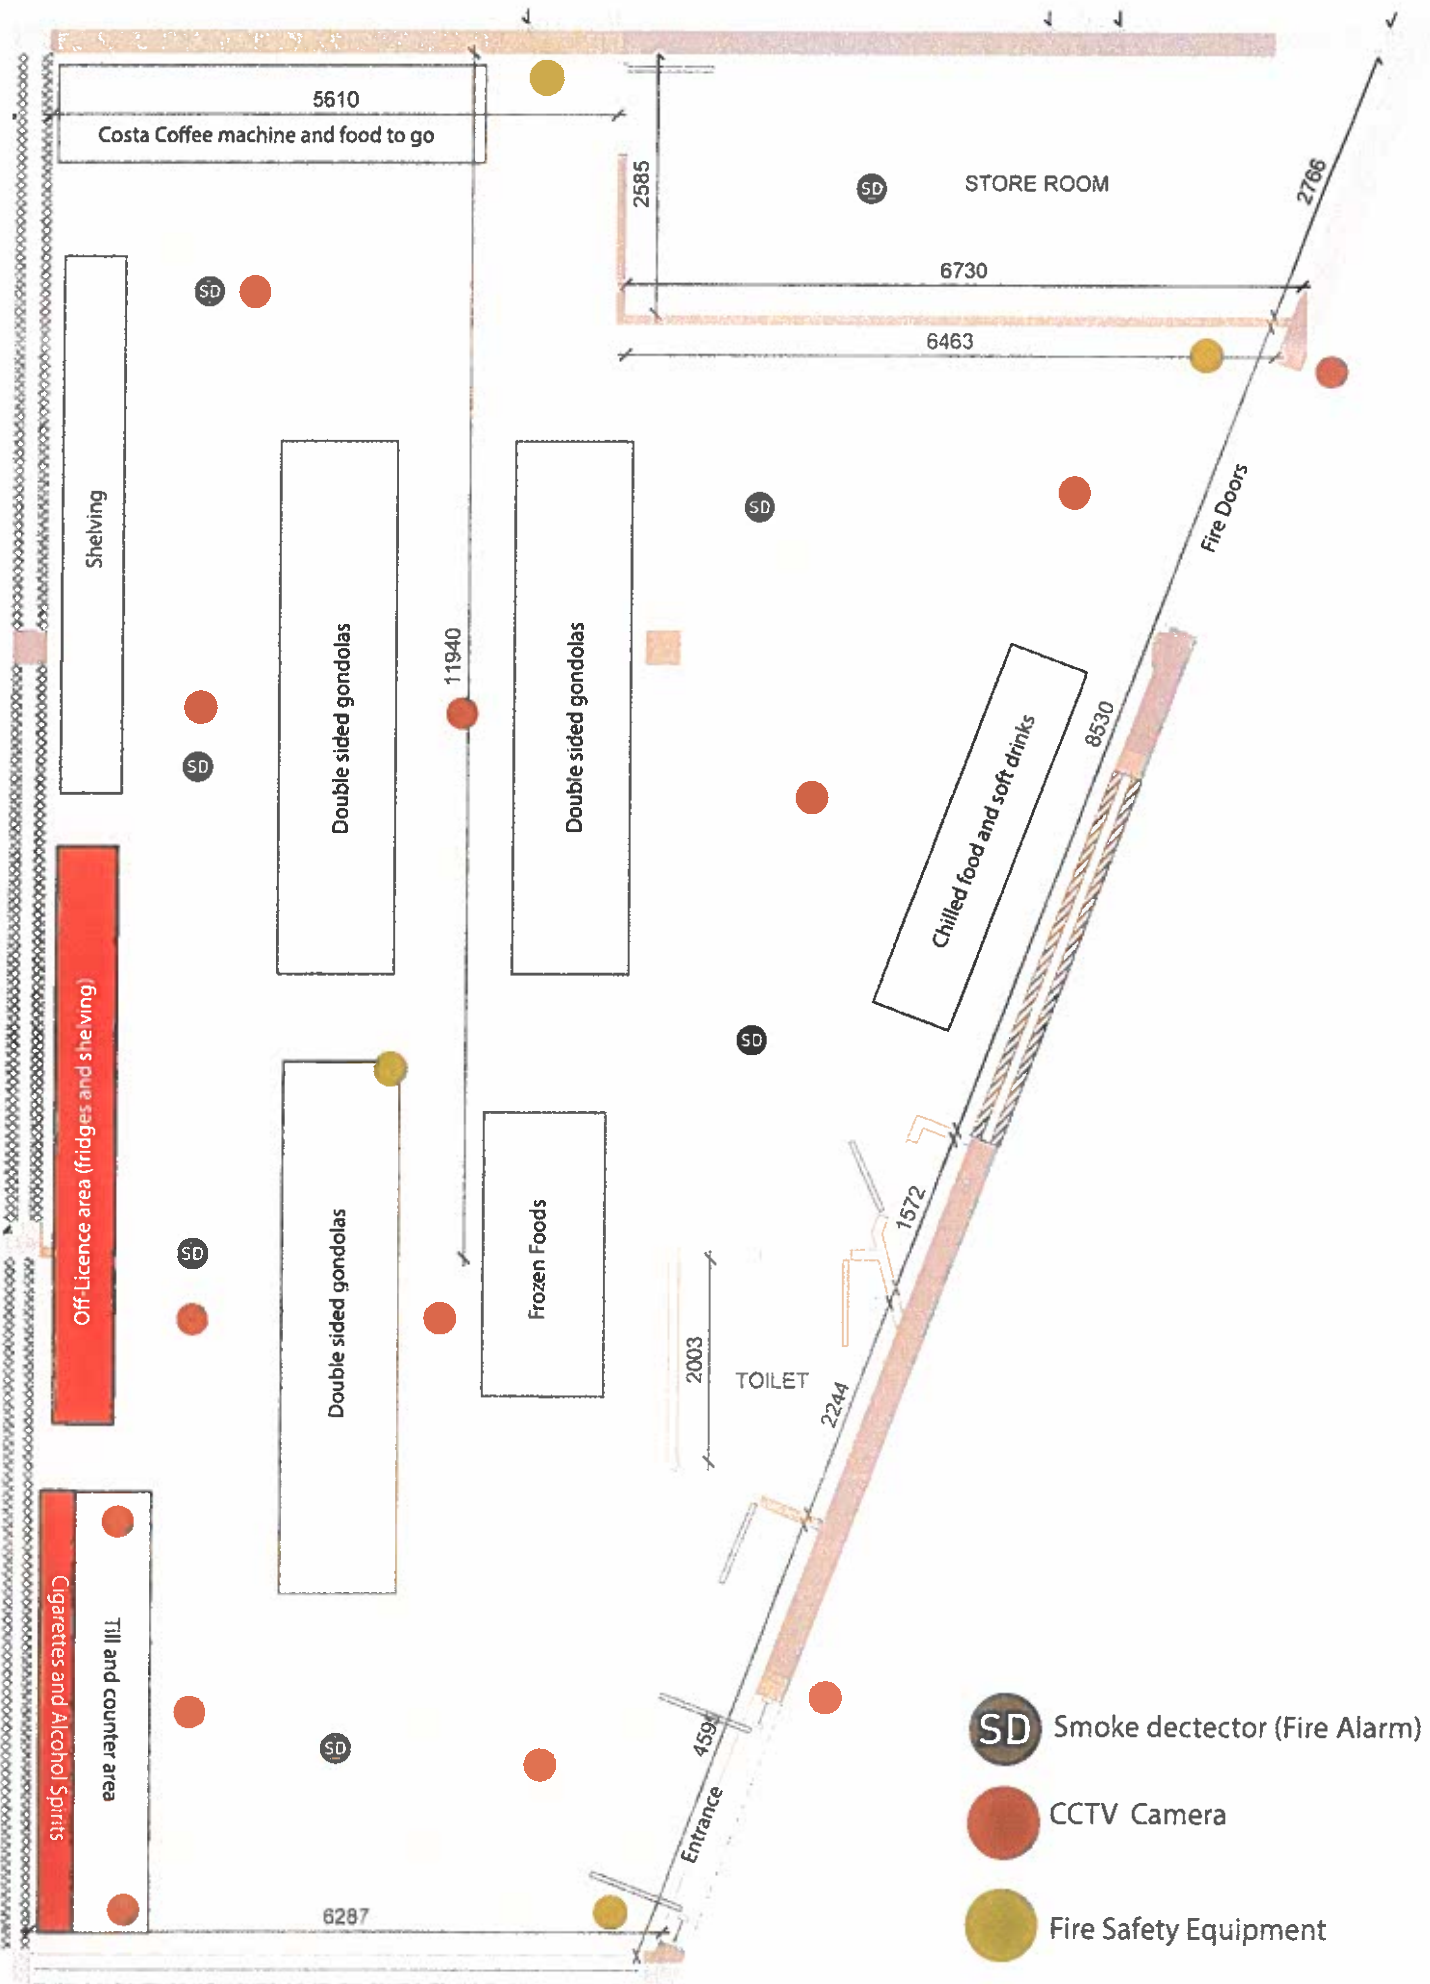 5610
Costa Coffee machine and food to go
2585
SD
STORE ROOM
2766
6730
6463
SD
Shelving
SD
Fire Doors
11940
Double sided gondolas
Double sided gondolas
SD
8530
Chilled food and soft drinks
SD
Off-Licence area (fridges and shelving)
SD
Double sided gondolas
Frozen Foods
1572
2003
TOILET
2244
Cigarettes and Alcohol Spirits
Till and counter area
SD
Entrance
6287
SD Smoke dectector (Fire Alarm)
CCTV Camera
Fire Safety Equipment